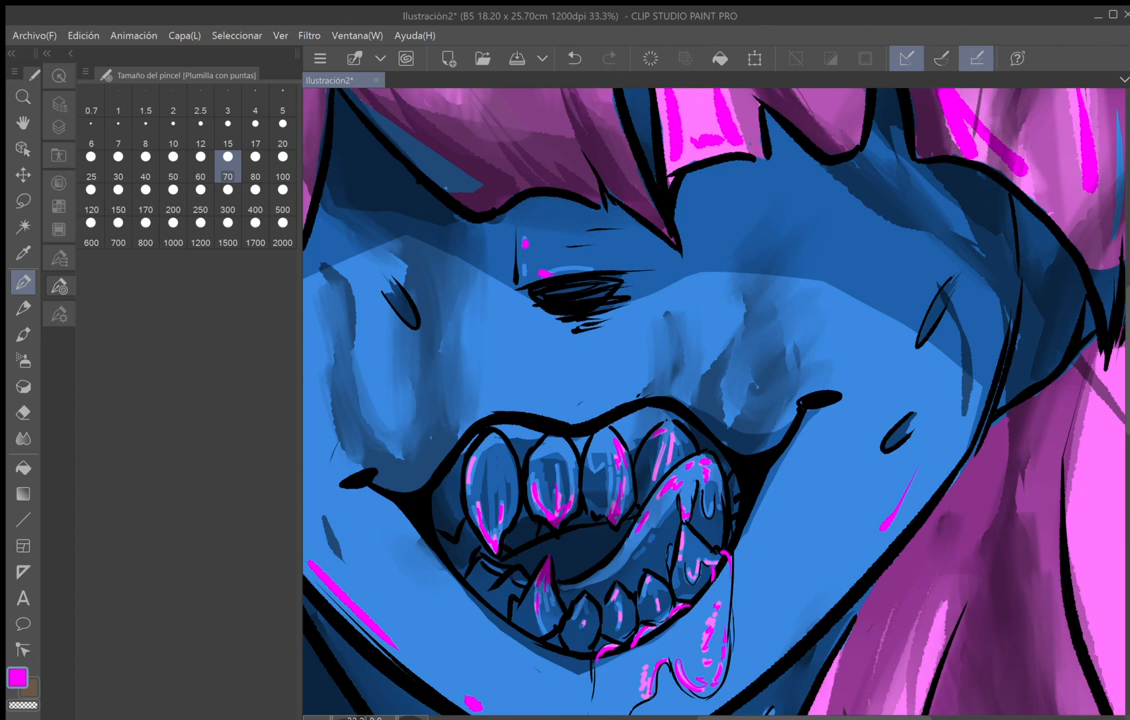 Ilustración2* (B5 18.20 x 25.70cm 1200dpi 33.3%) - CLIP STUDIO PAINT PRO
Archivo(F) Edición Animación Capa(L) Seleccionar Ver Filtro Ventana(W) Ayuda(H)
Tamaño del pincel [Plumilla con puntas]
Ilustración2*
0.7 1 1.5 2 2.5 3 4 5
6 7 8 10 12 15 17 20
25 30 40 50 60 70 80 100
120 150 170 200 250 300 400 500
600 700 800 1000 1200 1500 1700 2000